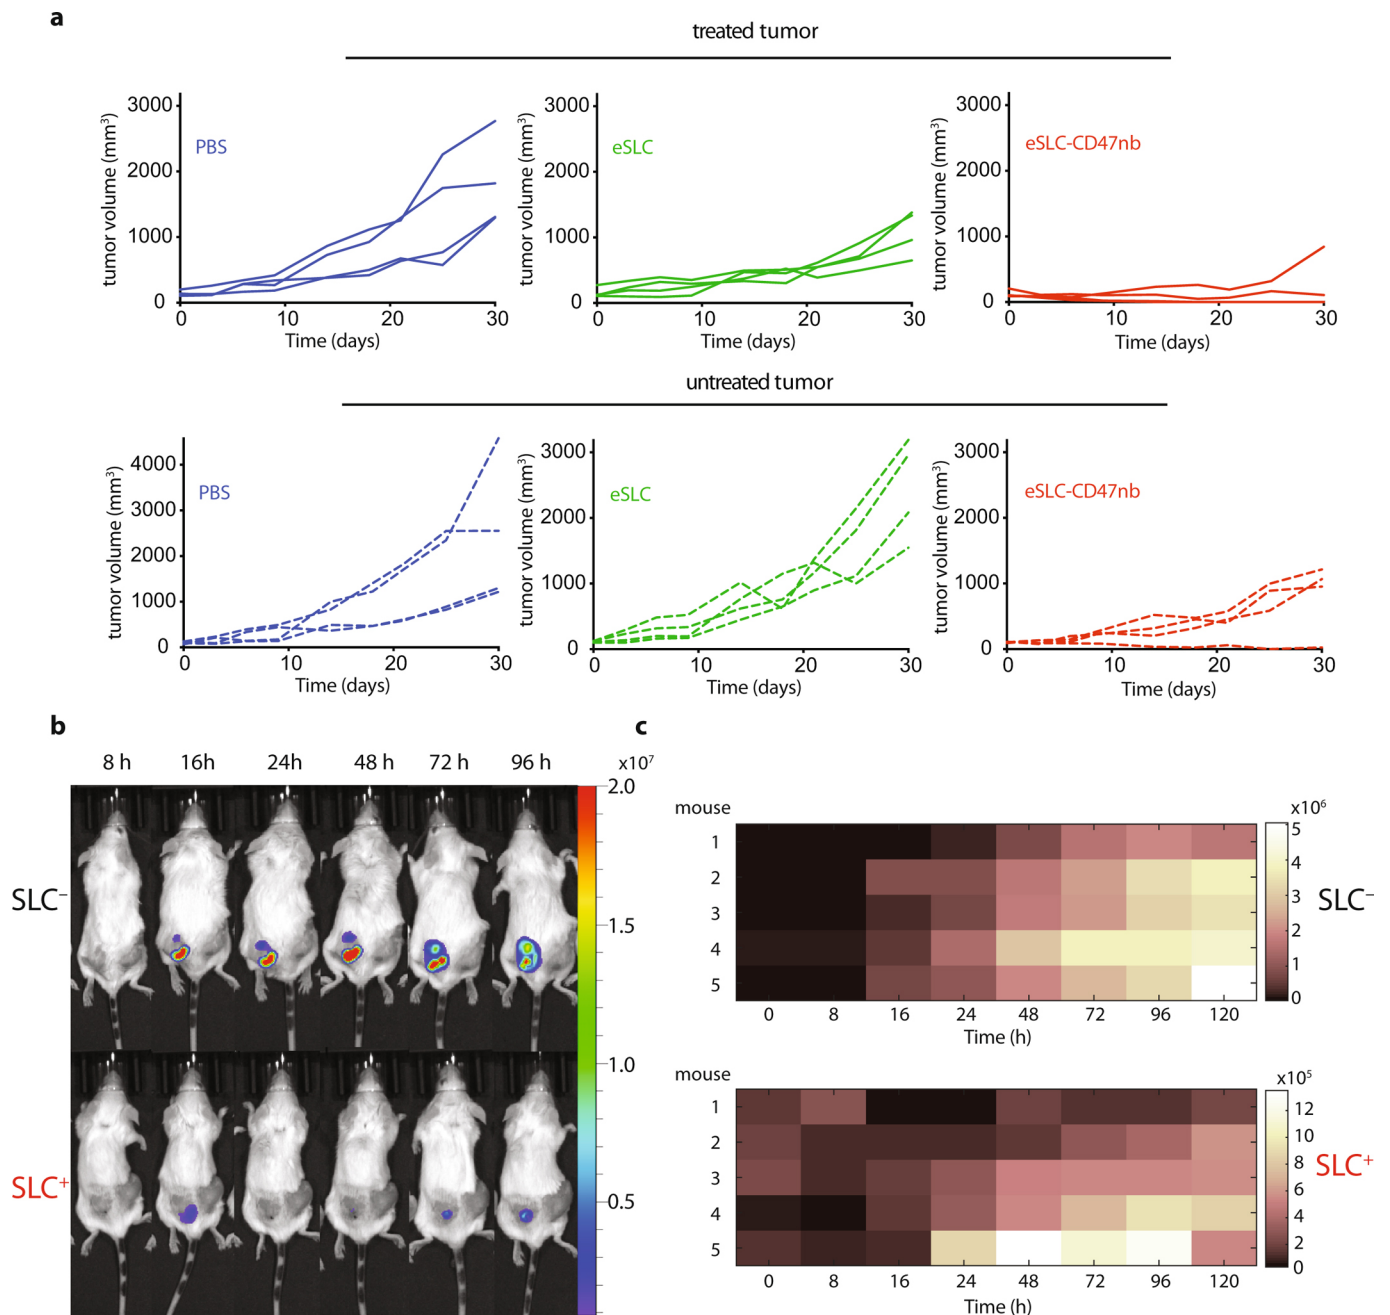 a
treated tumor
tumor volume (mm³)
3000
2000
1000
0
PBS
0 10 20 30
Time (days)
tumor volume (mm³)
3000
2000
1000
0
eSLC
0 10 20 30
Time (days)
tumor volume (mm³)
3000
2000
1000
0
eSLC-CD47nb
0 10 20 30
Time (days)
untreated tumor
tumor volume (mm³)
4000
3000
2000
1000
0
PBS
0 10 20 30
Time (days)
tumor volume (mm³)
3000
2000
1000
0
eSLC
0 10 20 30
Time (days)
tumor volume (mm³)
3000
2000
1000
0
eSLC-CD47nb
0 10 20 30
Time (days)
b
8 h 16h 24h 48 h 72 h 96 h
x10⁷
2.0
1.5
1.0
0.5
SLC⁻
SLC⁺
c
mouse
1
2
3
4
5
0 8 16 24 48 72 96 120
Time (h)
x10⁶
5
4
3
2
1
0
SLC⁻
mouse
1
2
3
4
5
0 8 16 24 48 72 96 120
Time (h)
x10⁵
12
10
8
6
4
2
0
SLC⁺